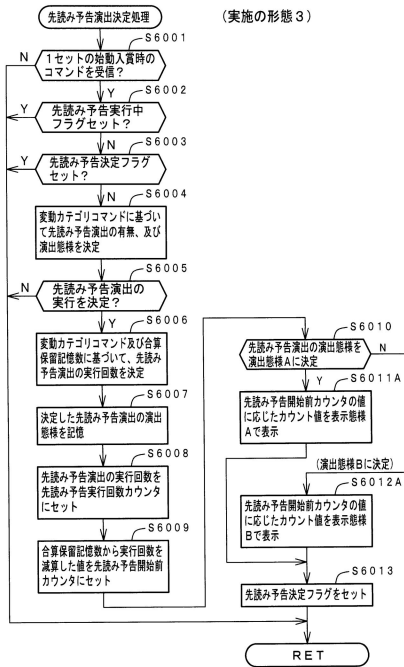 （実施の形態３）
先読み予告演出決定処理
S6001
１セットの始動入賞時の
コマンドを受信？
N
Y
S6002
先読み予告実行中
フラグセット？
Y
N
S6003
先読み予告決定フラグ
セット？
Y
N
S6004
変動カテゴリコマンドに基づい
て先読み予告演出の有無、及び
演出態様を決定
S6005
先読み予告演出の
実行を決定？
N
Y
S6006
変動カテゴリコマンド及び合算
保留記憶数に基づいて、先読み
予告演出の実行回数を決定
S6007
決定した先読み予告演出の演出
態様を記憶
S6008
先読み予告演出の実行回数を
先読み予告実行回数カウンタ
にセット
S6009
合算保留記憶数から実行回数を
減算した値を先読み予告開始前
カウンタにセット
S6010
先読み予告演出の演出態様を
演出態様Aに決定
N
Y
S6011A
先読み予告開始前カウンタの値
に応じたカウント値を表示態様
Aで表示
（演出態様Bに決定）
S6012A
先読み予告開始前カウンタの値
に応じたカウント値を表示態様
Bで表示
S6013
先読み予告決定フラグをセット
RET